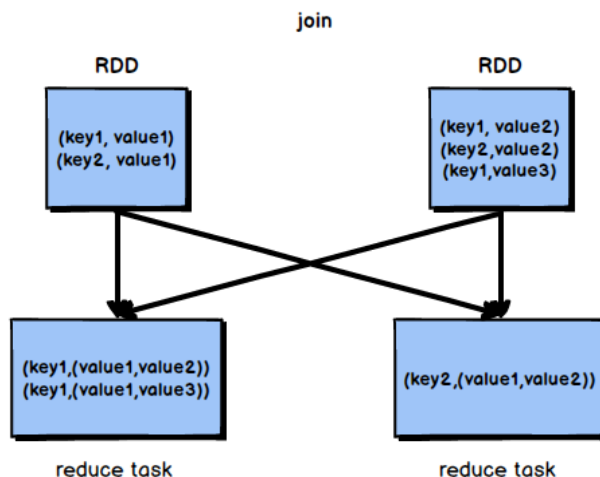 join
RDD
RDD
(key1, value1)
(key2, value1)
(key1, value2)
(key2,value2)
(key1,value3)
(key1,(value1,value2))
(key1,(value1,value3))
(key2,(value1,value2))
reduce task
reduce task